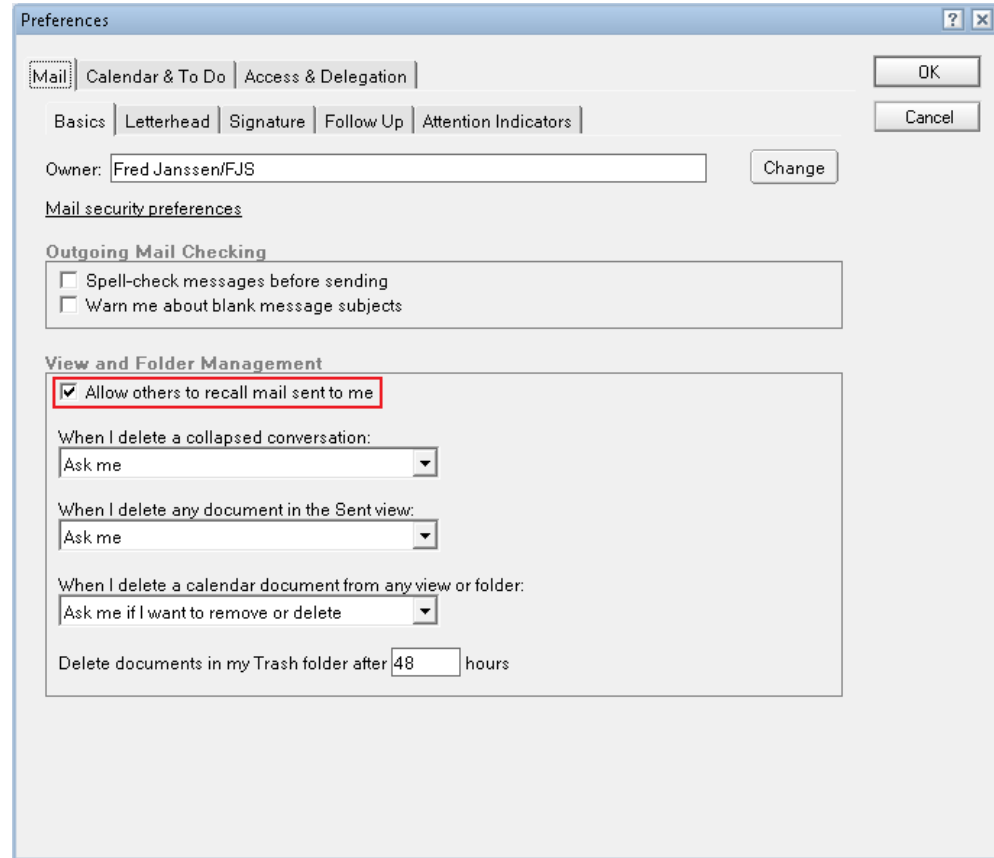 Preferences
Mail Calendar & To Do Access & Delegation
OK
Basics Letterhead Signature Follow Up Attention Indicators
Cancel
Owner: Fred Janssen/FJS Change
Mail security preferences
Outgoing Mail Checking
Spell-check messages before sending
Warn me about blank message subjects
View and Folder Management
Allow others to recall mail sent to me
When I delete a collapsed conversation:
Ask me
When I delete any document in the Sent view:
Ask me
When I delete a calendar document from any view or folder:
Ask me if I want to remove or delete
Delete documents in my Trash folder after 48 hours